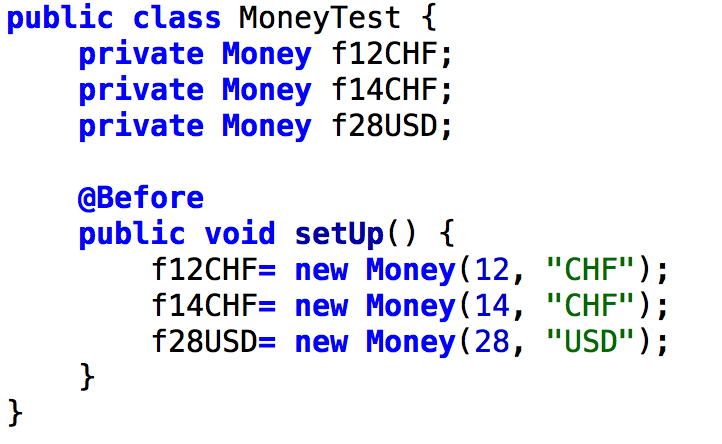 public class MoneyTest {
    private Money f12CHF;
    private Money f14CHF;
    private Money f28USD;

    @Before
    public void setUp() {
        f12CHF= new Money(12, "CHF");
        f14CHF= new Money(14, "CHF");
        f28USD= new Money(28, "USD");
    }
}